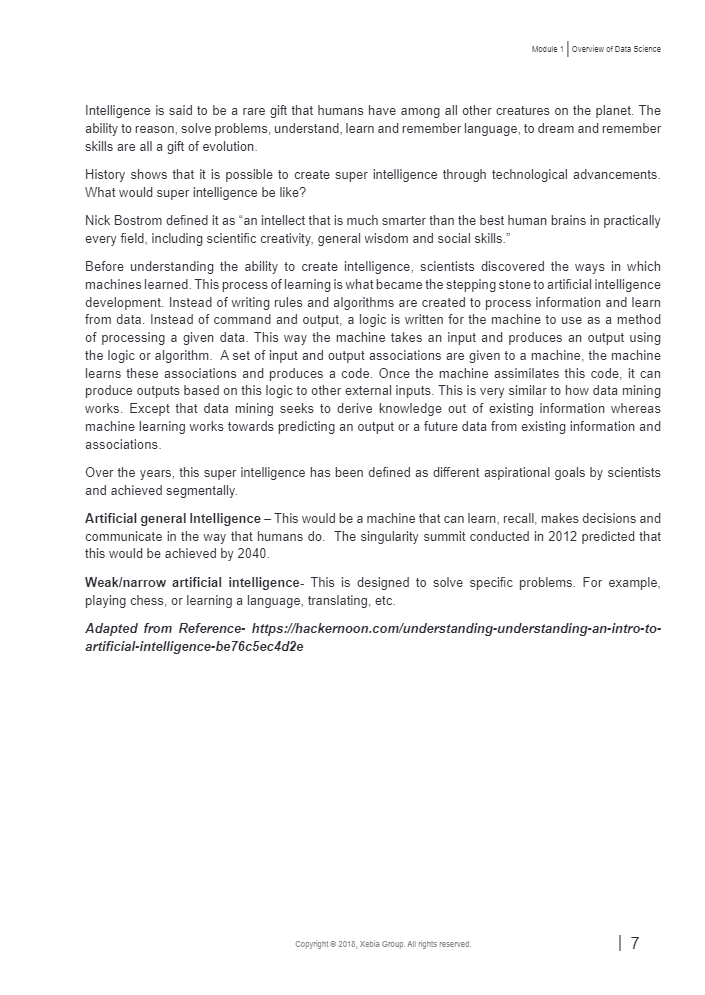 Module 1 | Overview of Data Science
Intelligence is said to be a rare gift that humans have among all other creatures on the planet. The
ability to reason, solve problems, understand, learn and remember language, to dream and remember
skills are all a gift of evolution.
History shows that it is possible to create super intelligence through technological advancements.
What would super intelligence be like?
Nick Bostrom defined it as “an intellect that is much smarter than the best human brains in practically
every field, including scientific creativity, general wisdom and social skills.”
Before understanding the ability to create intelligence, scientists discovered the ways in which
machines learned. This process of learning is what became the stepping stone to artificial intelligence
development. Instead of writing rules and algorithms are created to process information and learn
from data. Instead of command and output, a logic is written for the machine to use as a method
of processing a given data. This way the machine takes an input and produces an output using
the logic or algorithm.  A set of input and output associations are given to a machine, the machine
learns these associations and produces a code. Once the machine assimilates this code, it can
produce outputs based on this logic to other external inputs. This is very similar to how data mining
works. Except that data mining seeks to derive knowledge out of existing information whereas
machine learning works towards predicting an output or a future data from existing information and
associations.
Over the years, this super intelligence has been defined as different aspirational goals by scientists
and achieved segmentally.
Artificial general Intelligence – This would be a machine that can learn, recall, makes decisions and
communicate in the way that humans do.  The singularity summit conducted in 2012 predicted that
this would be achieved by 2040.
Weak/narrow artificial intelligence- This is designed to solve specific problems. For example,
playing chess, or learning a language, translating, etc.
Adapted from Reference- https://hackernoon.com/understanding-understanding-an-intro-to-
artificial-intelligence-be76c5ec4d2e
Copyright © 2018, Xebia Group. All rights reserved.
| 7